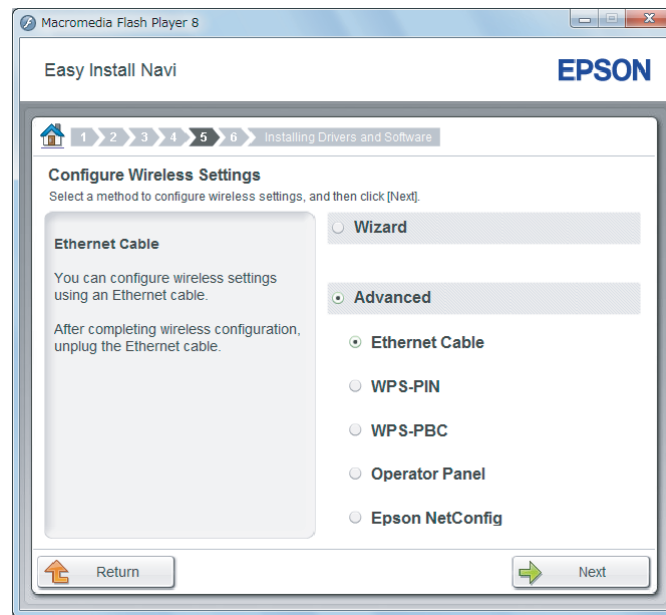 Macromedia Flash Player 8
Easy Install Navi
EPSON
1 2 3 4 5 6 Installing Drivers and Software
Configure Wireless Settings
Select a method to configure wireless settings, and then click [Next].
Ethernet Cable
You can configure wireless settings
using an Ethernet cable.
After completing wireless configuration,
unplug the Ethernet cable.
Wizard
Advanced
Ethernet Cable
WPS-PIN
WPS-PBC
Operator Panel
Epson NetConfig
Return
Next